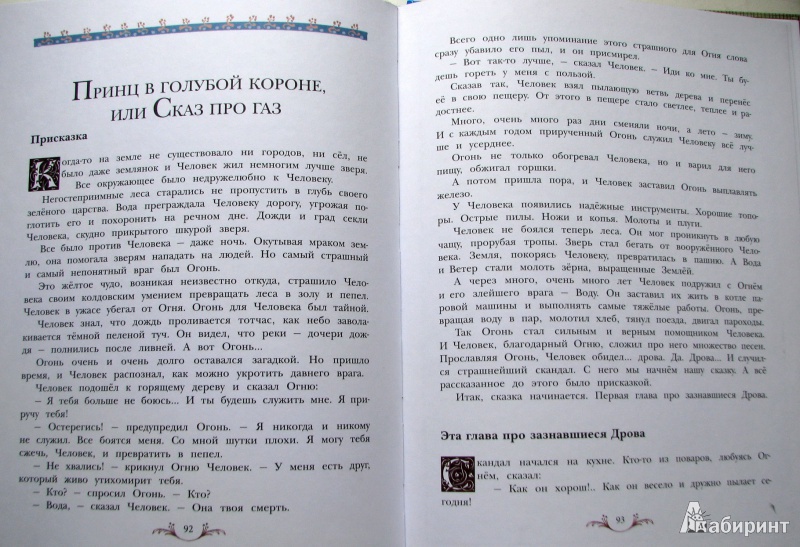 Принц в голубой короне,
или Сказ про газ
Присказка
Когда-то на земле не существовало ни городов, ни сёл, не
было даже землянок и Человек жил немногим лучше зверя.
Все окружающее было недружелюбно к Человеку.
Негостеприимные леса старались не пропустить в глубь своего
зелёного царства. Вода преграждала Человеку дорогу, угрожая по-
глотить его и похоронить на речном дне. Дожди и град секли
Человека, скудно прикрытого шкурой зверя.
Все было против Человека — даже ночь. Окутывая мраком зем-
лю, она помогала зверям нападать на людей. Но самый страшный
и самый непонятный враг был Огонь.
Это жёлтое чудо, возникая неизвестно откуда, страшило Чело-
века своим колдовским умением превращать леса в золу и пепел.
Человек в ужасе убегал от Огня. Огонь для Человека был тайной.
Человек знал, что дождь проливается тотчас, как небо завола-
кивается тёмной пеленой туч. Он видел, что реки — дочери дож-
дя — полнились после ливней. А вот Огонь...
Огонь очень и очень долго оставался загадкой. Но пришло
время, и Человек распознал, как можно укротить давнего врага.
Человек подошёл к горящему дереву и сказал Огню:
— Я тебя больше не боюсь... И ты будешь служить мне. Я при-
ручу тебя!
— Остерегись! — предупредил Огонь. — Я никогда и никому
не служил. Все боятся меня. Со мной шутки плохи. Я могу тебя
сжечь, Человек, и превратить в пепел.
— Не хвались! — крикнул Огню Человек. — У меня есть друг,
который живо утихомирит тебя.
— Кто? — спросил Огонь. — Кто?
— Вода, — сказал Человек. — Она твоя смерть.
92
Всего одно лишь упоминание этого страшного для Огня слова
сразу убавило его пыл, и он присмирел.
— Вот так-то лучше, — сказал Человек. — Иди ко мне. Ты бу-
дешь гореть у меня с пользой.
Сказав так, Человек взял пылающую ветвь дерева и перенёс
её в свою пещеру. От этого в пещере стало светлее, теплее и ра-
достнее.
Много, очень много раз дни сменяли ночи, а лето — зиму.
И с каждым годом прирученный Огонь служил Человеку всё луч-
ше и усерднее.
Огонь не только обогревал Человека, но и варил для него
пищу, обжигал горшки.
А потом пришла пора, и Человек заставил Огонь выплавлять
железо.
У Человека появились надёжные инструменты. Хорошие топо-
ры. Острые пилы. Ножи и копья. Молоты и плуги.
Человек не боялся теперь леса. Он мог проникнуть в любую
чащу, прорубая тропы. Зверь стал бегать от вооружённого Чело-
века. Земля, покорясь Человеку, превратилась в пашню. А Вода
и Ветер стали молоть зёрна, выращенные Землёй.
А через много, очень много лет Человек подружил с Огнём
и его злейшего врага — Воду. Он заставил их жить в котле па-
ровой машины и выполнять самые тяжёлые работы. Огонь, пре-
вращая воду в пар, молотил хлеб, тянул поезда, двигал пароходы.
Так Огонь стал сильным и верным помощником Человека.
И Человек, благодарный Огню, сложил про него множество песен.
Прославляя Огонь, Человек обидел... дрова. Да. Дрова... И случил-
ся страшнейший скандал. С него мы начнём нашу сказку. А всё
рассказанное до этого было присказкой.
Итак, сказка начинается. Первая глава про зазнавшиеся Дрова.
Эта глава про зазнавшиеся Дрова
Скандал начался на кухне. Кто-то из поваров, любуясь Ог-
нём, сказал:
— Как он хорош!.. Как он весело и дружно пылает се-
годня!
93
Лабиринт